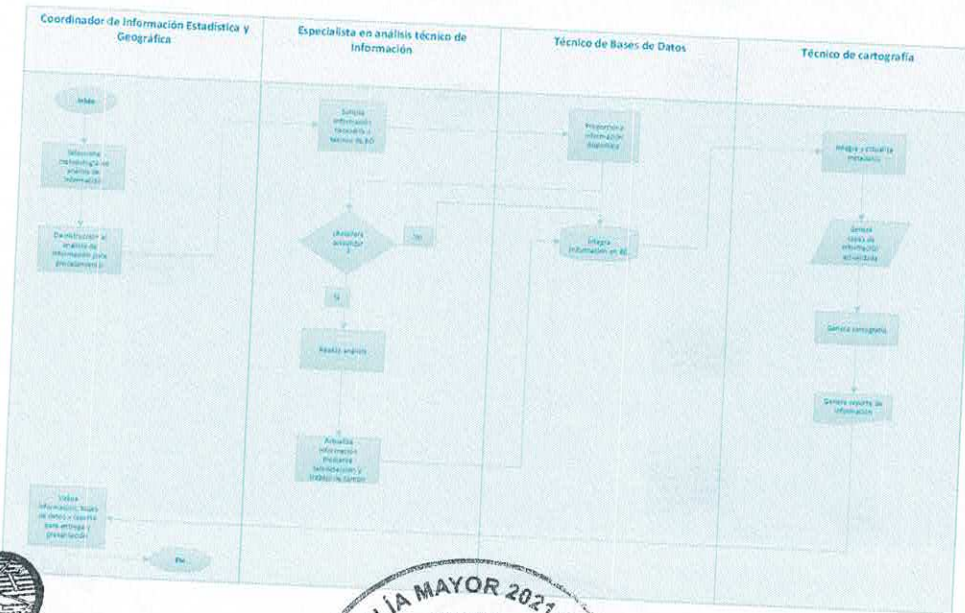 Coordinador de Información Estadística y
Geográfica
Especialista en análisis técnico de
Información
Técnico de Bases de Datos
Técnico de cartografía
Inicio
Selecciona
metodología de
análisis de
información
Da instrucción al
análisis de
información para
procesamiento
Solicita
información
necesaria a
técnico de BD
Proporciona
información
disponible
Integra y actualiza
metadatos
¿Requiere
actualizar
?
No
Si
Integra
información en BD
Genera
capas de
información
actualizada
Realiza análisis
Genera cartografía
Genera reporte de
información
Actualiza
información
mediante
y
trabajo de campo
Valida
información, bases
de datos y reporte
para entrega y
presentación
Fin
ÍA MAYOR 2021